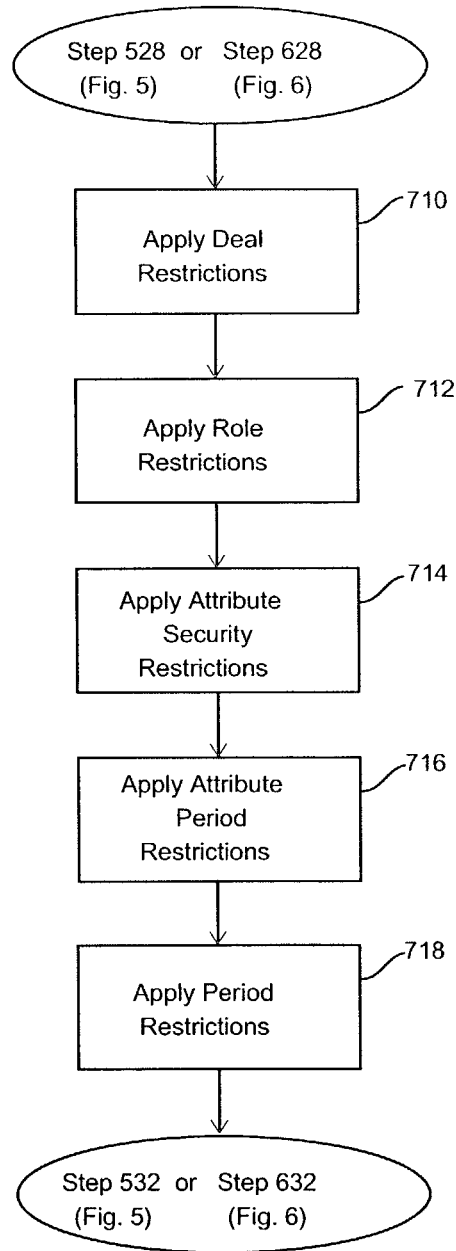 Step 528 or Step 628
(Fig. 5) (Fig. 6)
710
Apply Deal
Restrictions
712
Apply Role
Restrictions
714
Apply Attribute
Security
Restrictions
716
Apply Attribute
Period
Restrictions
718
Apply Period
Restrictions
Step 532 or Step 632
(Fig. 5) (Fig. 6)